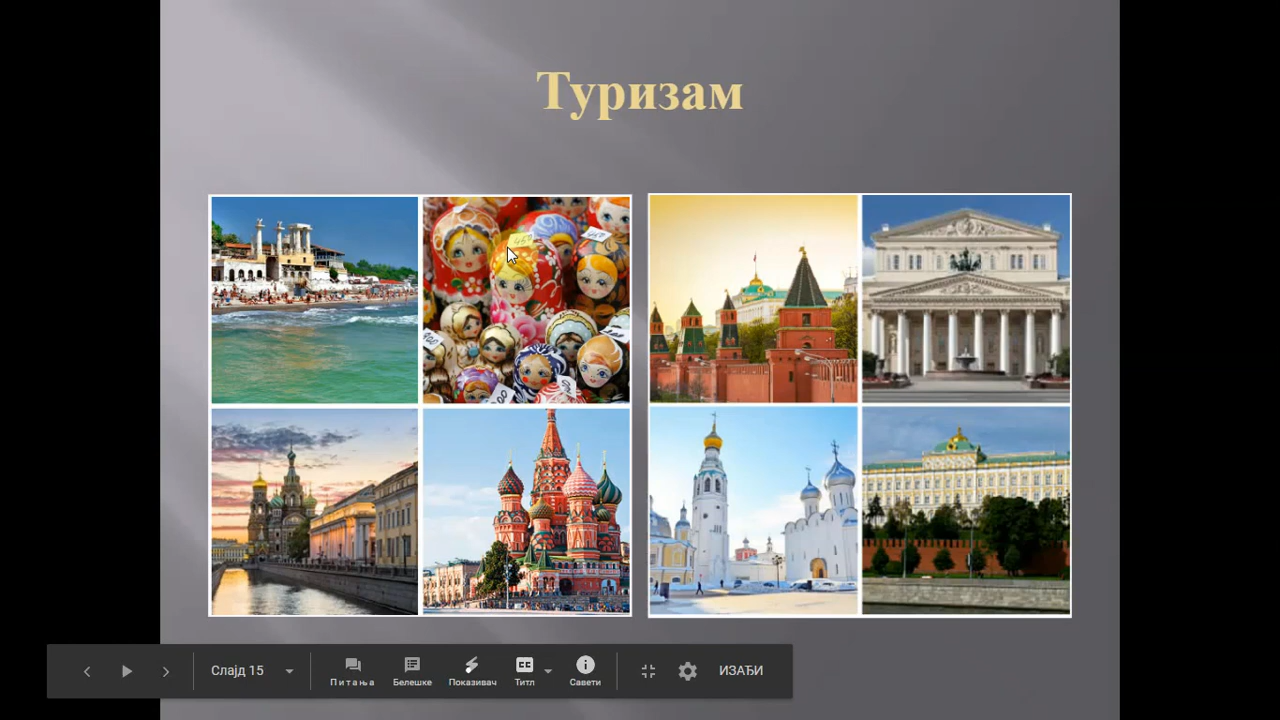 Туризам
Слајд 15
Питања
Белешке
Показивач
Титл
Савети
ИЗАЂИ